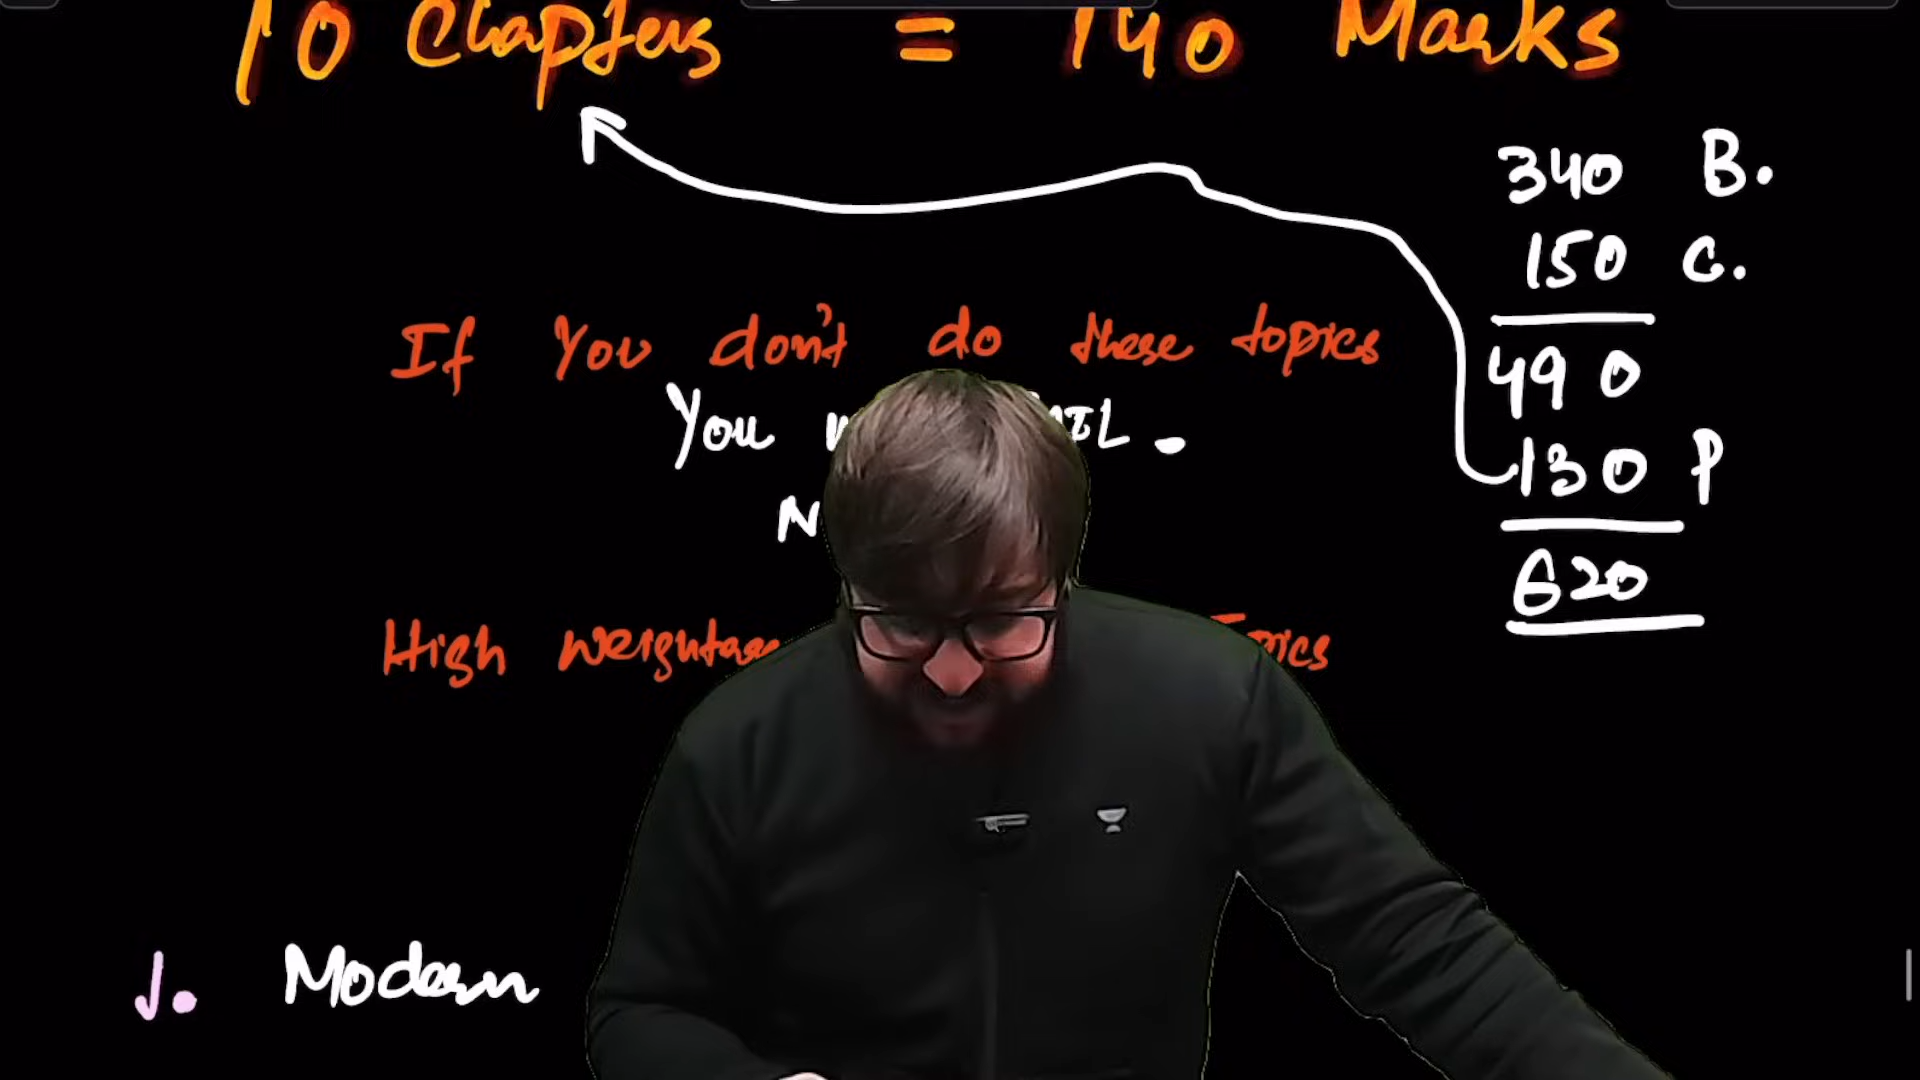 10 Chapters = 140 Marks
340 B.
150 C.
490
130 P
620
If You don't do these topics
You
High weightage
1. Modern